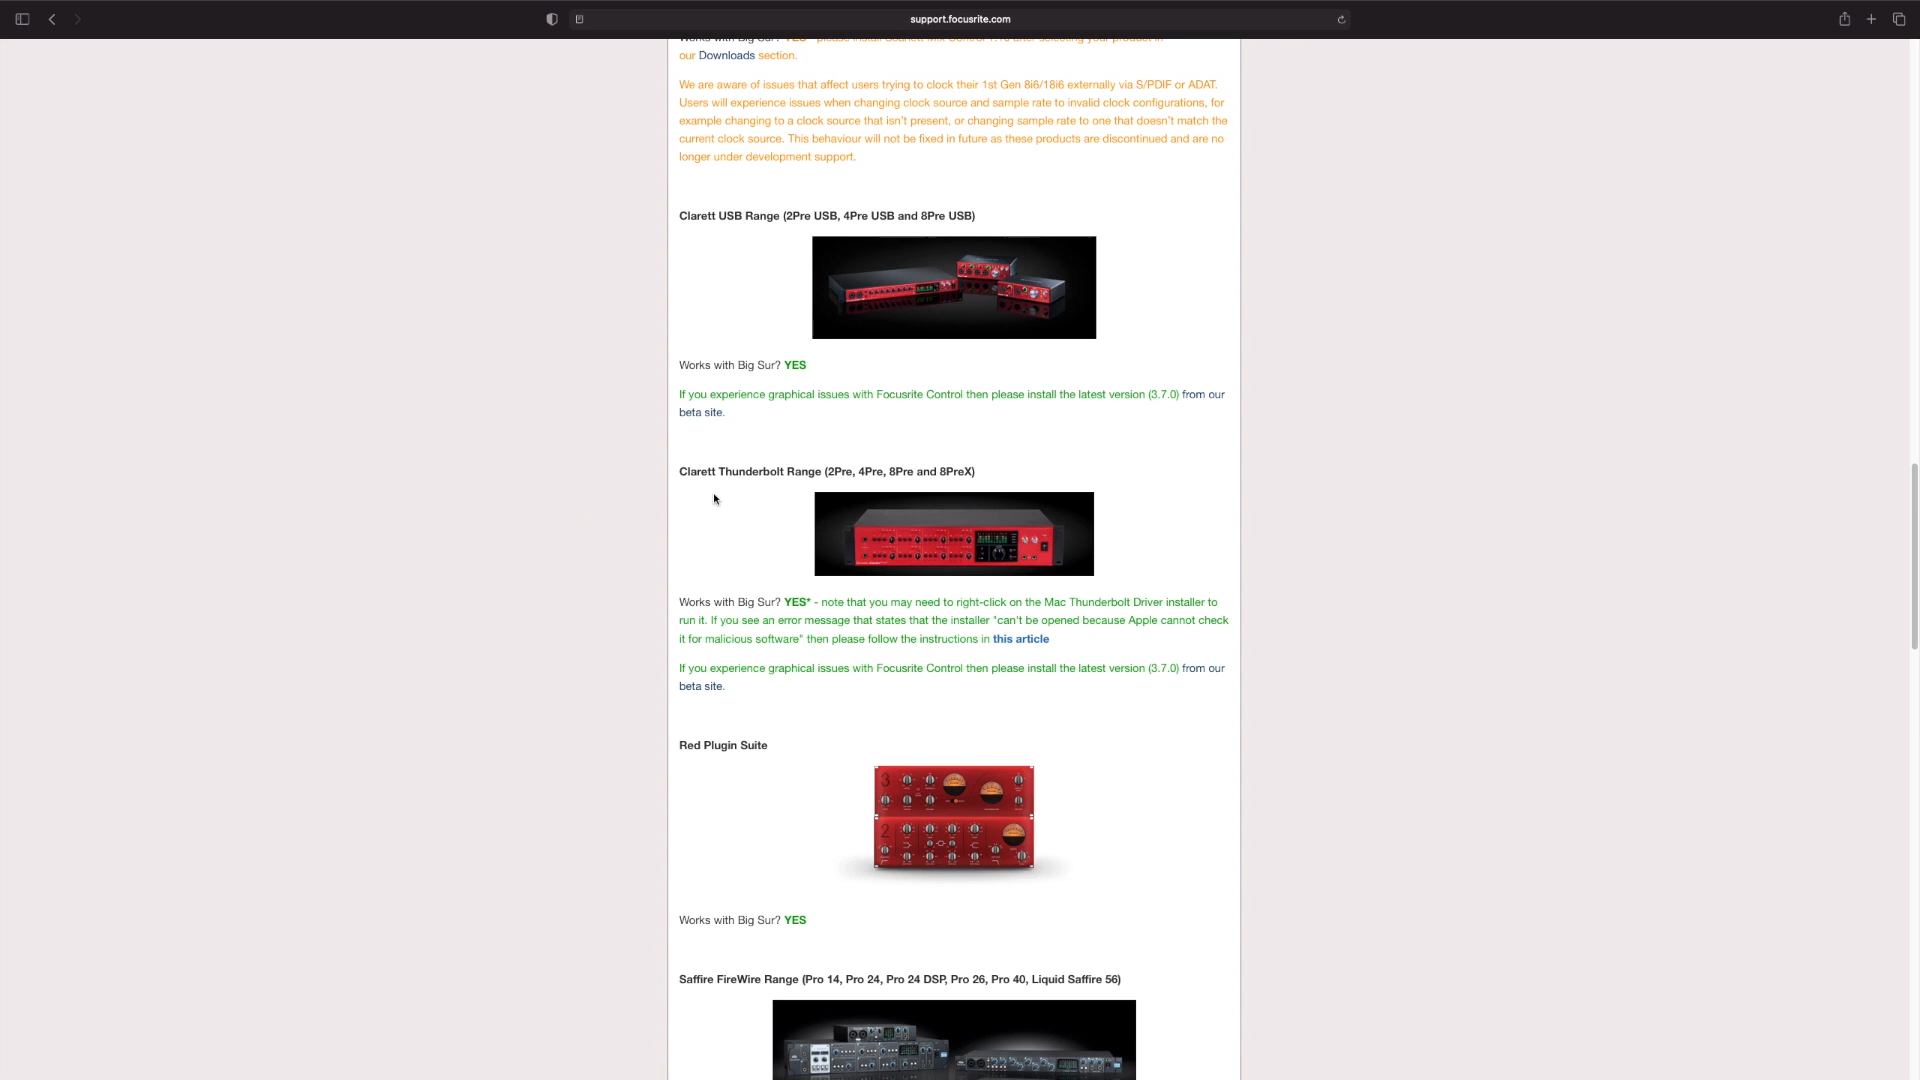 support.focusrite.com
our Downloads section.
We are aware of issues that affect users trying to clock their 1st Gen 8i6/18i6 externally via S/PDIF or ADAT.
Users will experience issues when changing clock source and sample rate to invalid clock configurations, for
example changing to a clock source that isn't present, or changing sample rate to one that doesn't match the
current clock source. This behaviour will not be fixed in future as these products are discontinued and are no
longer under development support.
Clarett USB Range (2Pre USB, 4Pre USB and 8Pre USB)
Works with Big Sur? YES
If you experience graphical issues with Focusrite Control then please install the latest version (3.7.0) from our
beta site.
Clarett Thunderbolt Range (2Pre, 4Pre, 8Pre and 8PreX)
Works with Big Sur? YES* - note that you may need to right-click on the Mac Thunderbolt Driver installer to
run it. If you see an error message that states that the installer "can't be opened because Apple cannot check
it for malicious software" then please follow the instructions in this article
If you experience graphical issues with Focusrite Control then please install the latest version (3.7.0) from our
beta site.
Red Plugin Suite
3
2
Works with Big Sur? YES
Saffire FireWire Range (Pro 14, Pro 24, Pro 24 DSP, Pro 26, Pro 40, Liquid Saffire 56)